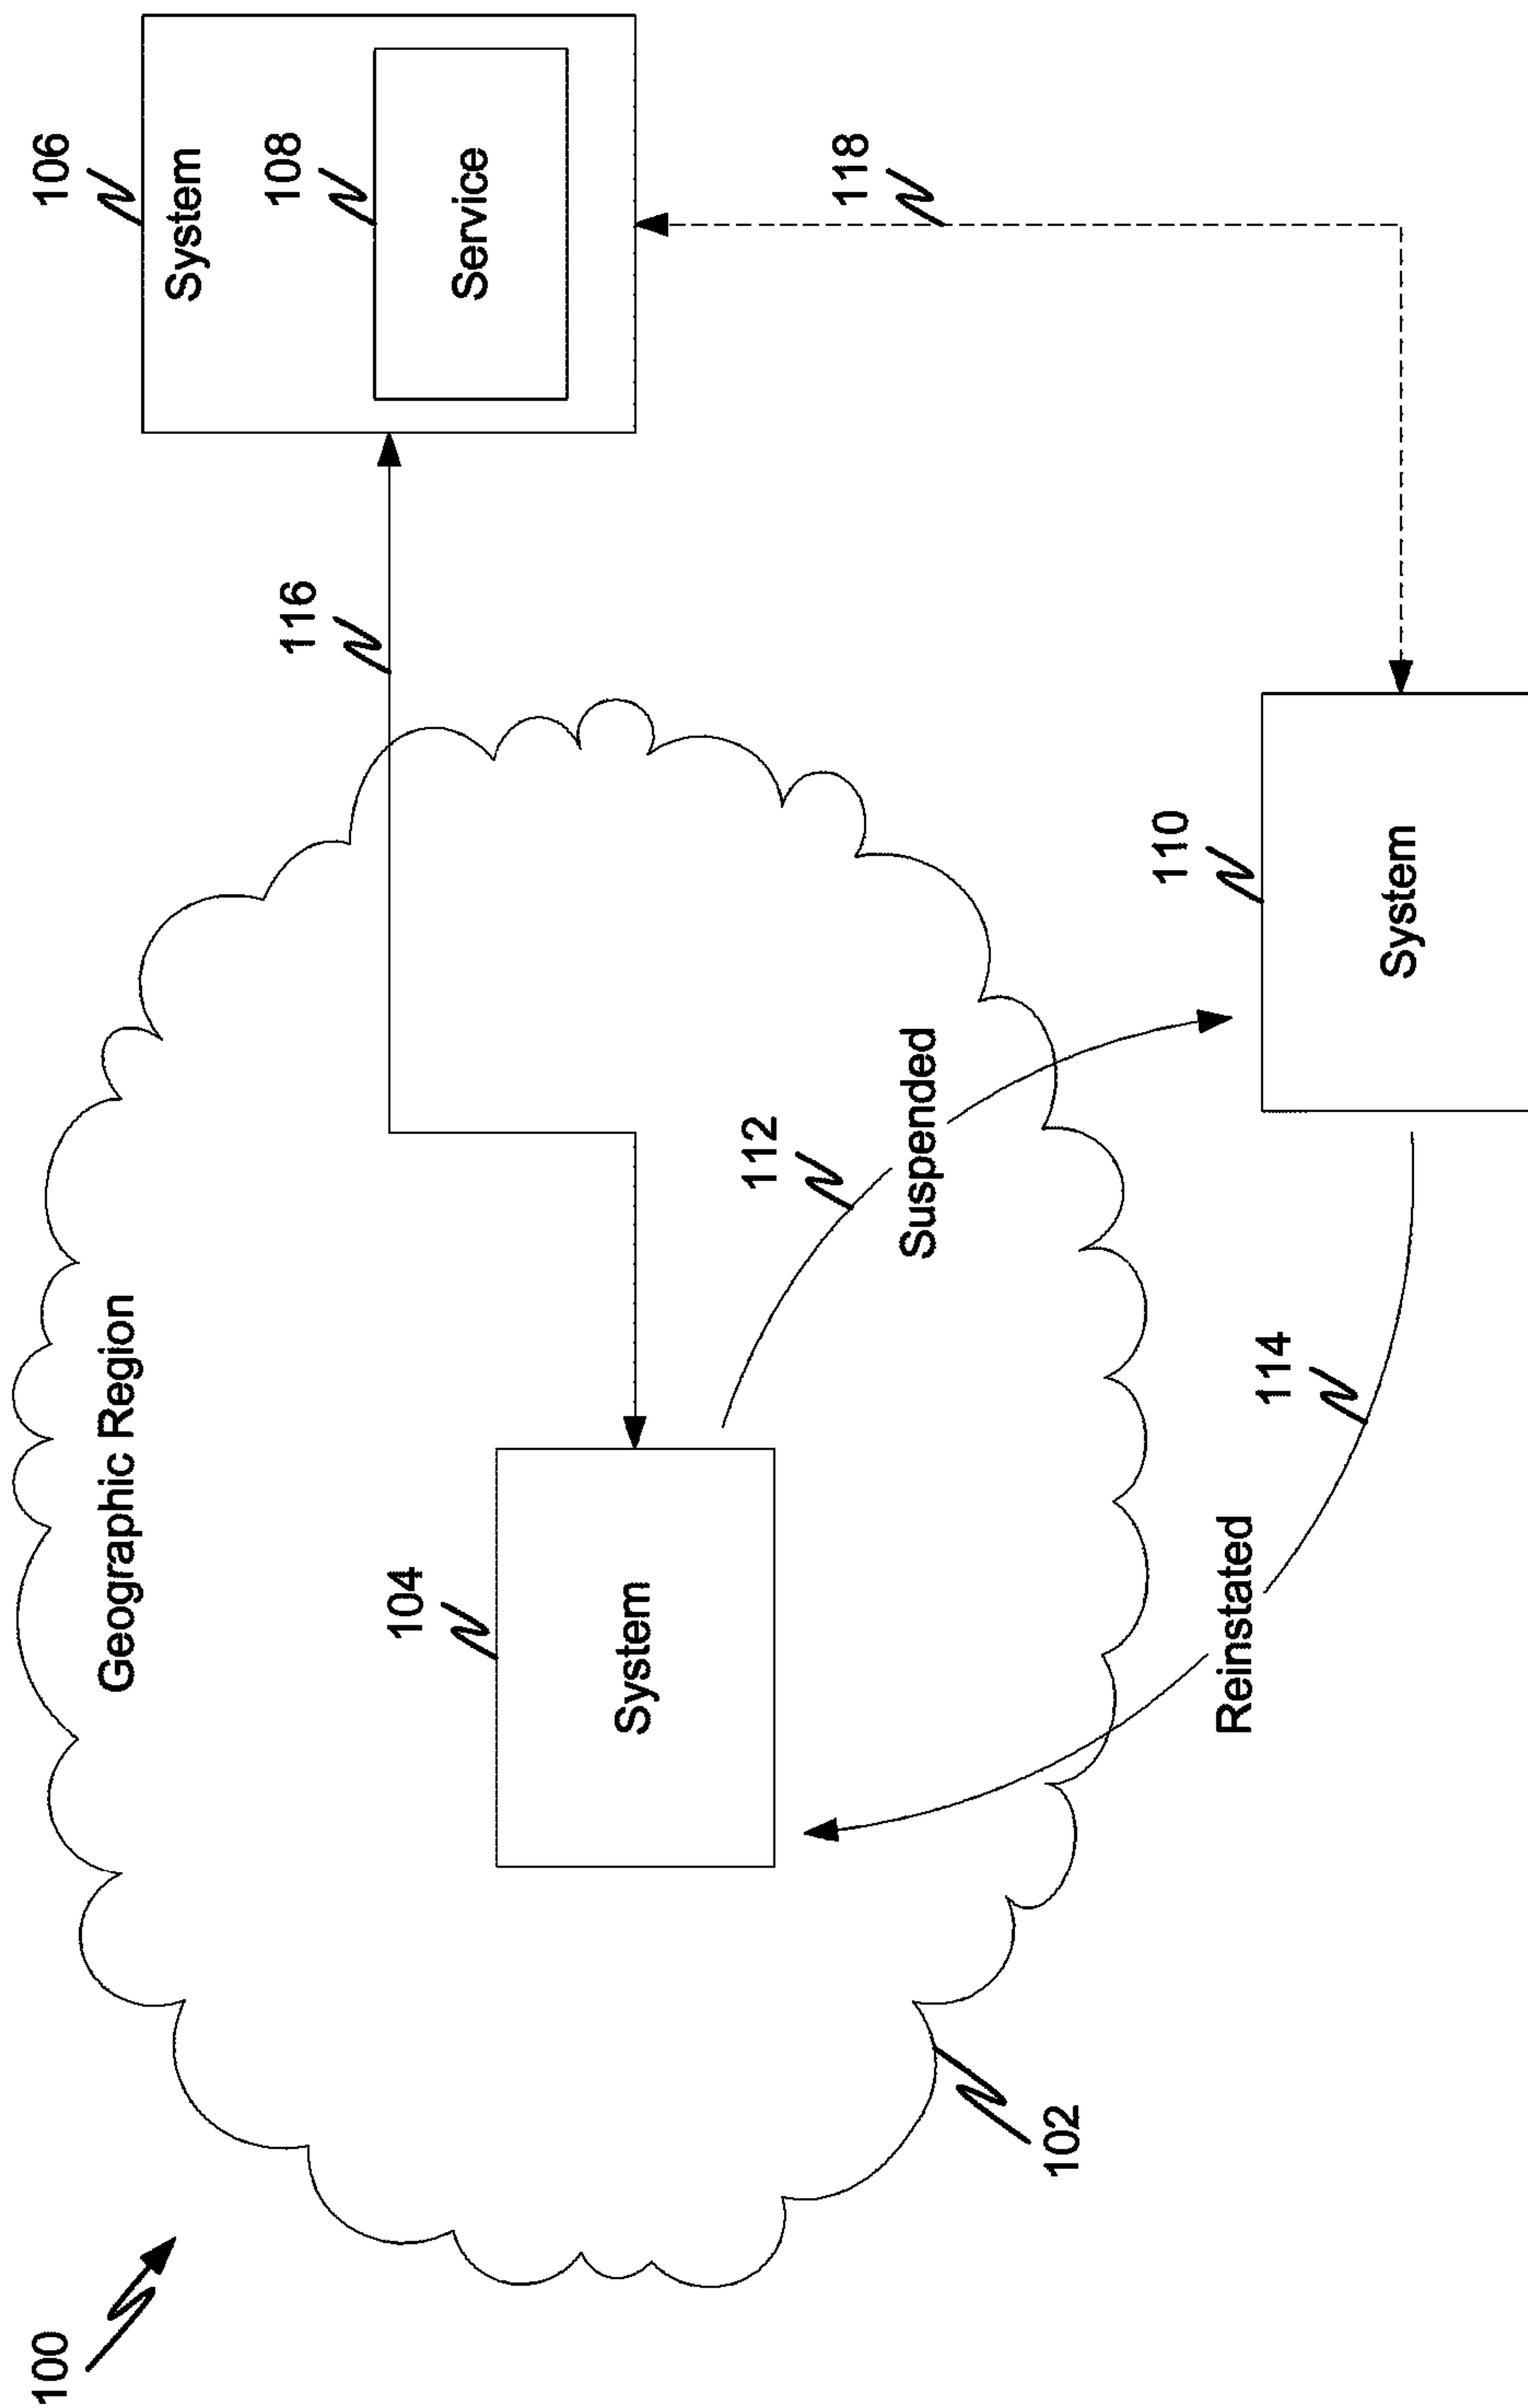 100
Geographic Region
106
System
108
Service
116
104
System
112
Suspended
118
102
Reinstated
114
110
System